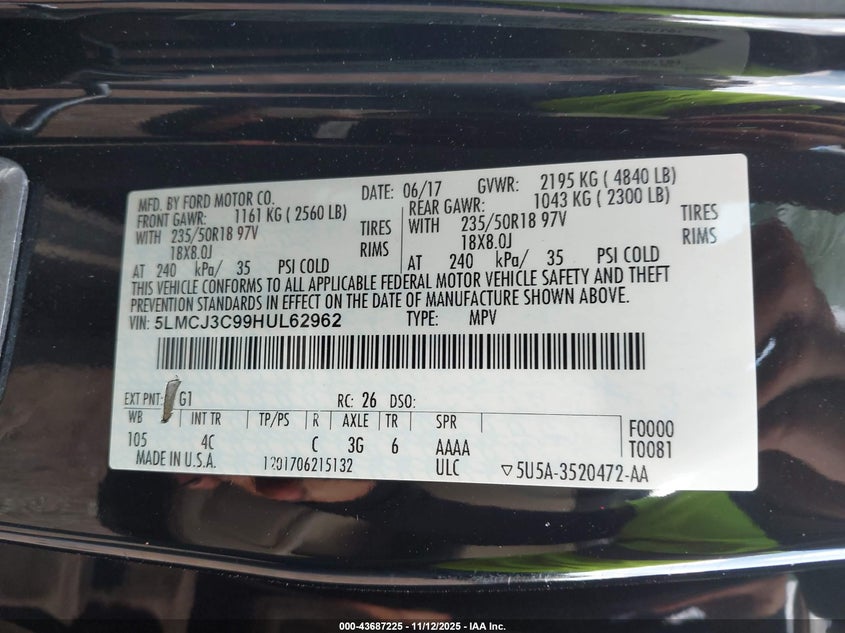 MFD. BY FORD MOTOR CO. DATE: 06/17 GVWR: 2195 KG ( 4840 LB)
FRONT GAWR: 1161 KG ( 2560 LB) REAR GAWR: 1043 KG ( 2300 LB)
WITH 235/50R18 97V TIRES WITH 235/50R18 97V TIRES
18X8.0J RIMS 18X8.0J RIMS
AT 240 kPa/ 35 PSI COLD AT 240 kPa/ 35 PSI COLD
THIS VEHICLE CONFORMS TO ALL APPLICABLE FEDERAL MOTOR VEHICLE SAFETY AND THEFT
PREVENTION STANDARDS IN EFFECT ON THE DATE OF MANUFACTURE SHOWN ABOVE.
VIN: 5LMCJ3C99HUL62962 TYPE: MPV
EXT PNT: G1 RC: 26 DSO:
WB INT TR TP/PS R AXLE TR SPR F0000
105 4C C 3G 6 AAAA T0081
MADE IN U.S.A. 1201706215132 ULC ▽5U5A-3520472-AA
000-43687225 - 11/12/2025 - IAA Inc.